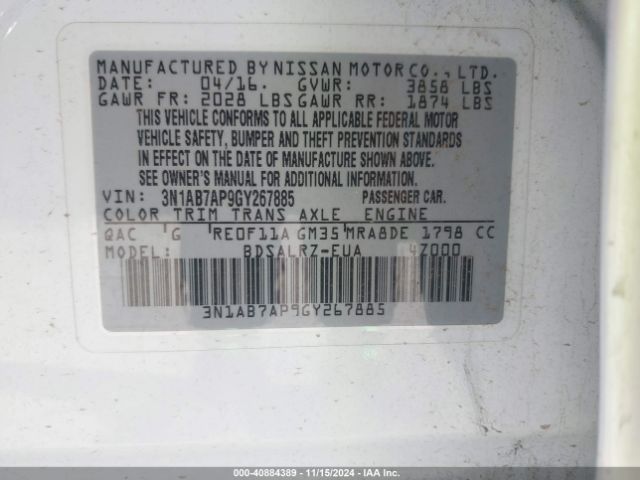 MANUFACTURED BY NISSAN MOTOR CO., LTD.
DATE: 04/16. GVWR: 3858 LBS
GAWR FR: 2028 LBS GAWR RR: 1874 LBS
THIS VEHICLE CONFORMS TO ALL APPLICABLE FEDERAL MOTOR
VEHICLE SAFETY, BUMPER AND THEFT PREVENTION STANDARDS
IN EFFECT ON THE DATE OF MANUFACTURE SHOWN ABOVE.
SEE OWNER'S MANUAL FOR ADDITIONAL INFORMATION.
VIN: 3N1AB7AP9GY267885 PASSENGER CAR.
COLOR TRIM TRANS AXLE ENGINE
QAC 'G 'RE0F11A GM35'MRA8DE 1798 CC
MODEL: BDSALRZ-EUA 4Z000
3N1AB7AP9GY267885
000-40884389 - 11/15/2024 - IAA Inc.